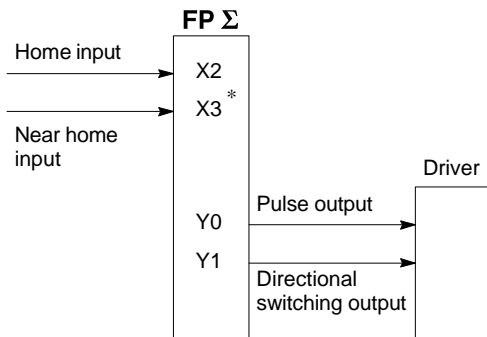 FP Σ
Home input
X2
X3*
Near home
input
Driver
Y0
Pulse output
Y1
Directional
switching output